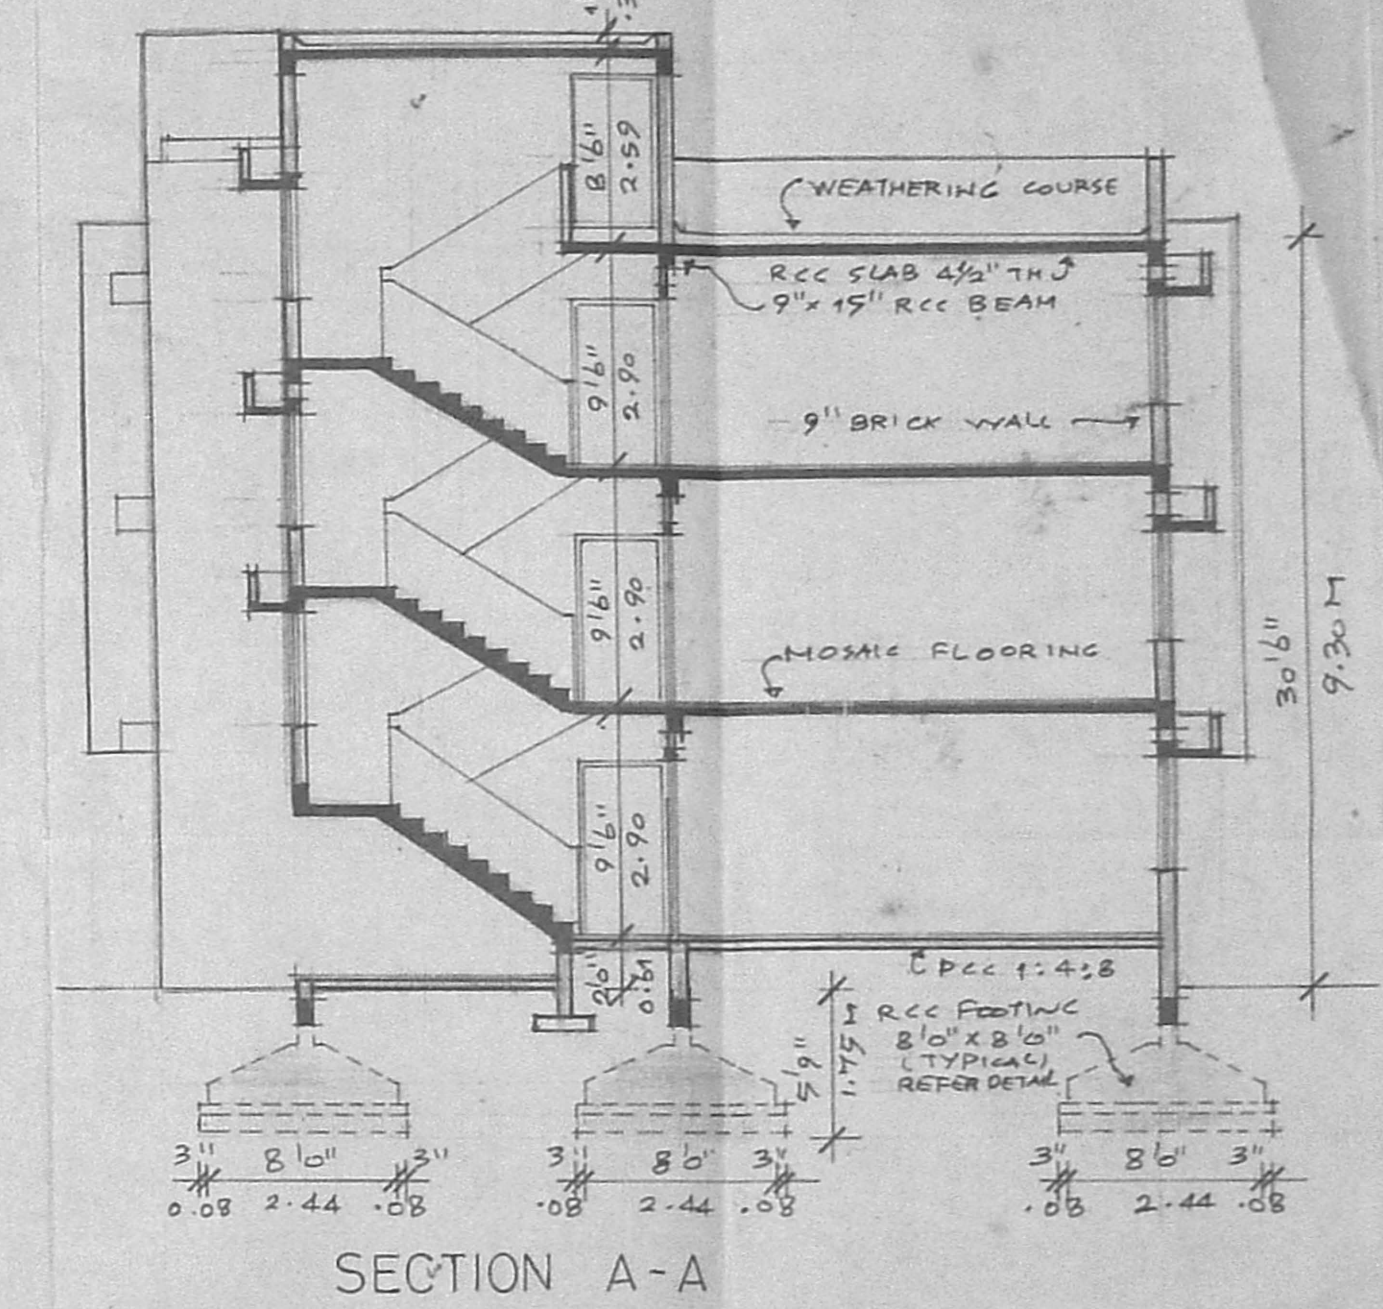 8'6"
2.59
WEATHERING COURSE
RCC SLAB 4½" TH
9"x 15" RCC BEAM
9'6"
2.90
9" BRICK WALL
9'6"
2.90
MOSAIC FLOORING
30'6"
9.30 M
9'6"
2.90
PCC 1:4:8
2'0"
0.61
RCC FOOTING
8'0" X 8'0"
(TYPICAL)
REFER DETAIL
5'9"
1.75
3" 8'0" 3"
0.08 2.44 .08
3" 8'0" 3"
.08 2.44 .08
3" 8'0" 3"
.08 2.44 .08
SECTION A-A